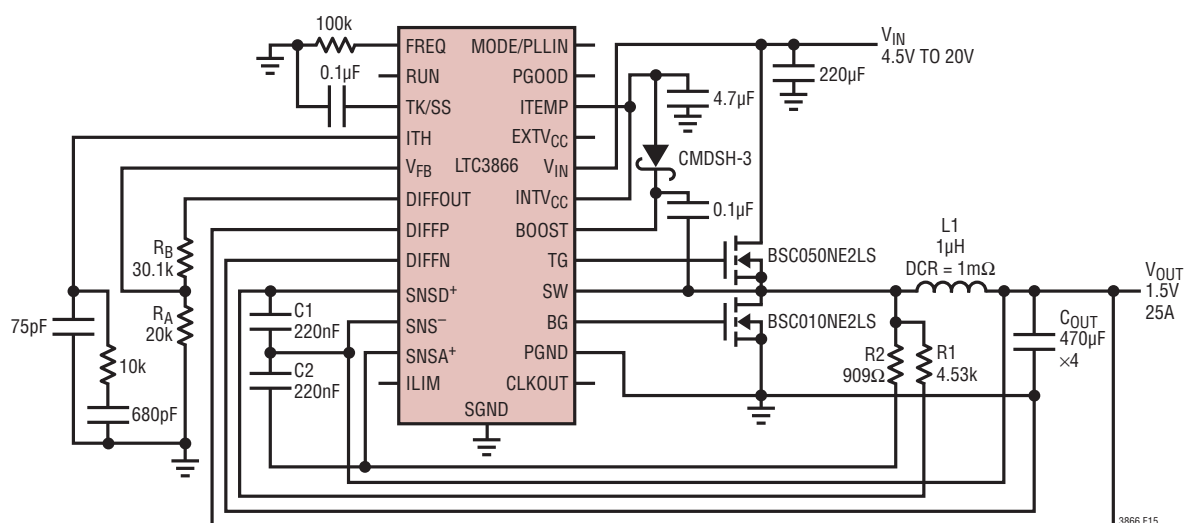 100k
0.1µF
FREQ
RUN
TK/SS
ITH
V_FB
DIFFOUT
DIFFP
DIFFN
SNSD⁺
SNS⁻
SNSA⁺
ILIM
LTC3866
SGND
MODE/PLLIN
PGOOD
ITEMP
EXTV_CC
V_IN
INTV_CC
BOOST
TG
SW
BG
PGND
CLKOUT
V_IN
4.5V TO 20V
220µF
4.7µF
CMDSH-3
0.1µF
BSC050NE2LS
BSC010NE2LS
L1
1µH
DCR = 1mΩ
V_OUT
1.5V
25A
C_OUT
470µF
×4
R2
909Ω
R1
4.53k
R_B
30.1k
R_A
20k
C1
220nF
C2
220nF
75pF
10k
680pF
3866 F15